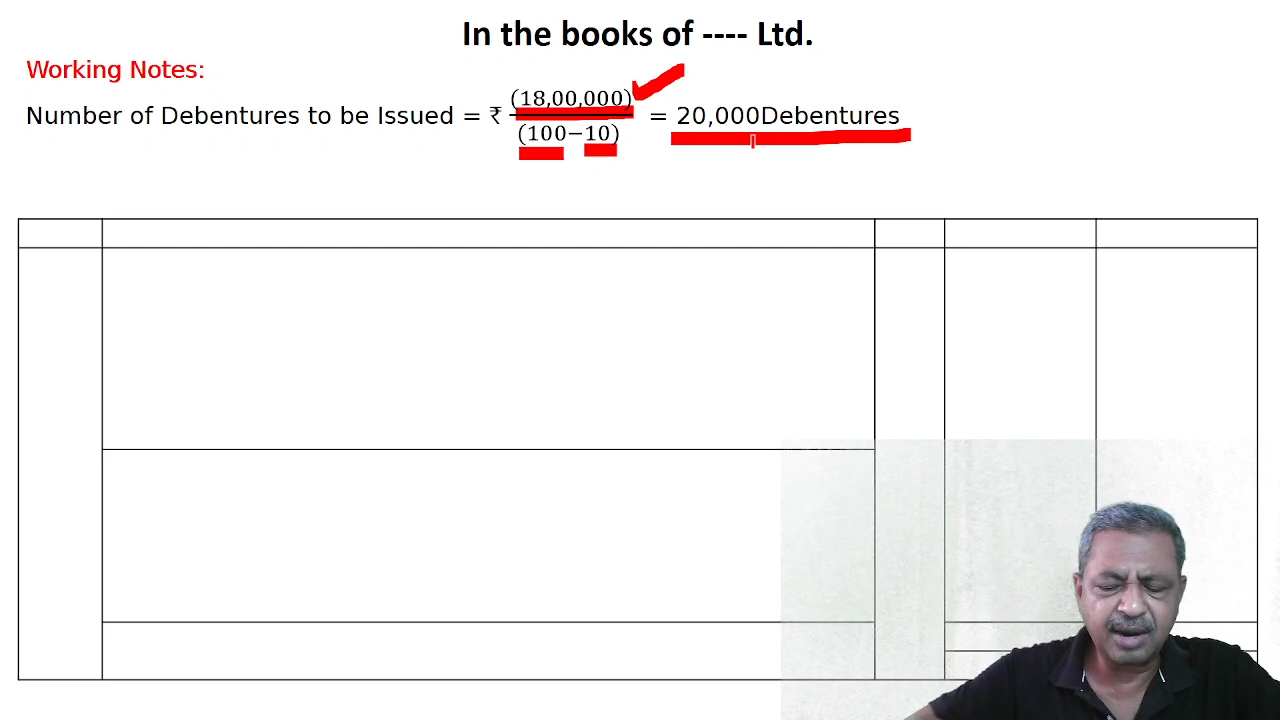 In the books of ---- Ltd.
Working Notes:
Number of Debentures to be Issued = ₹ (18,00,000)/(100−10) = 20,000Debentures